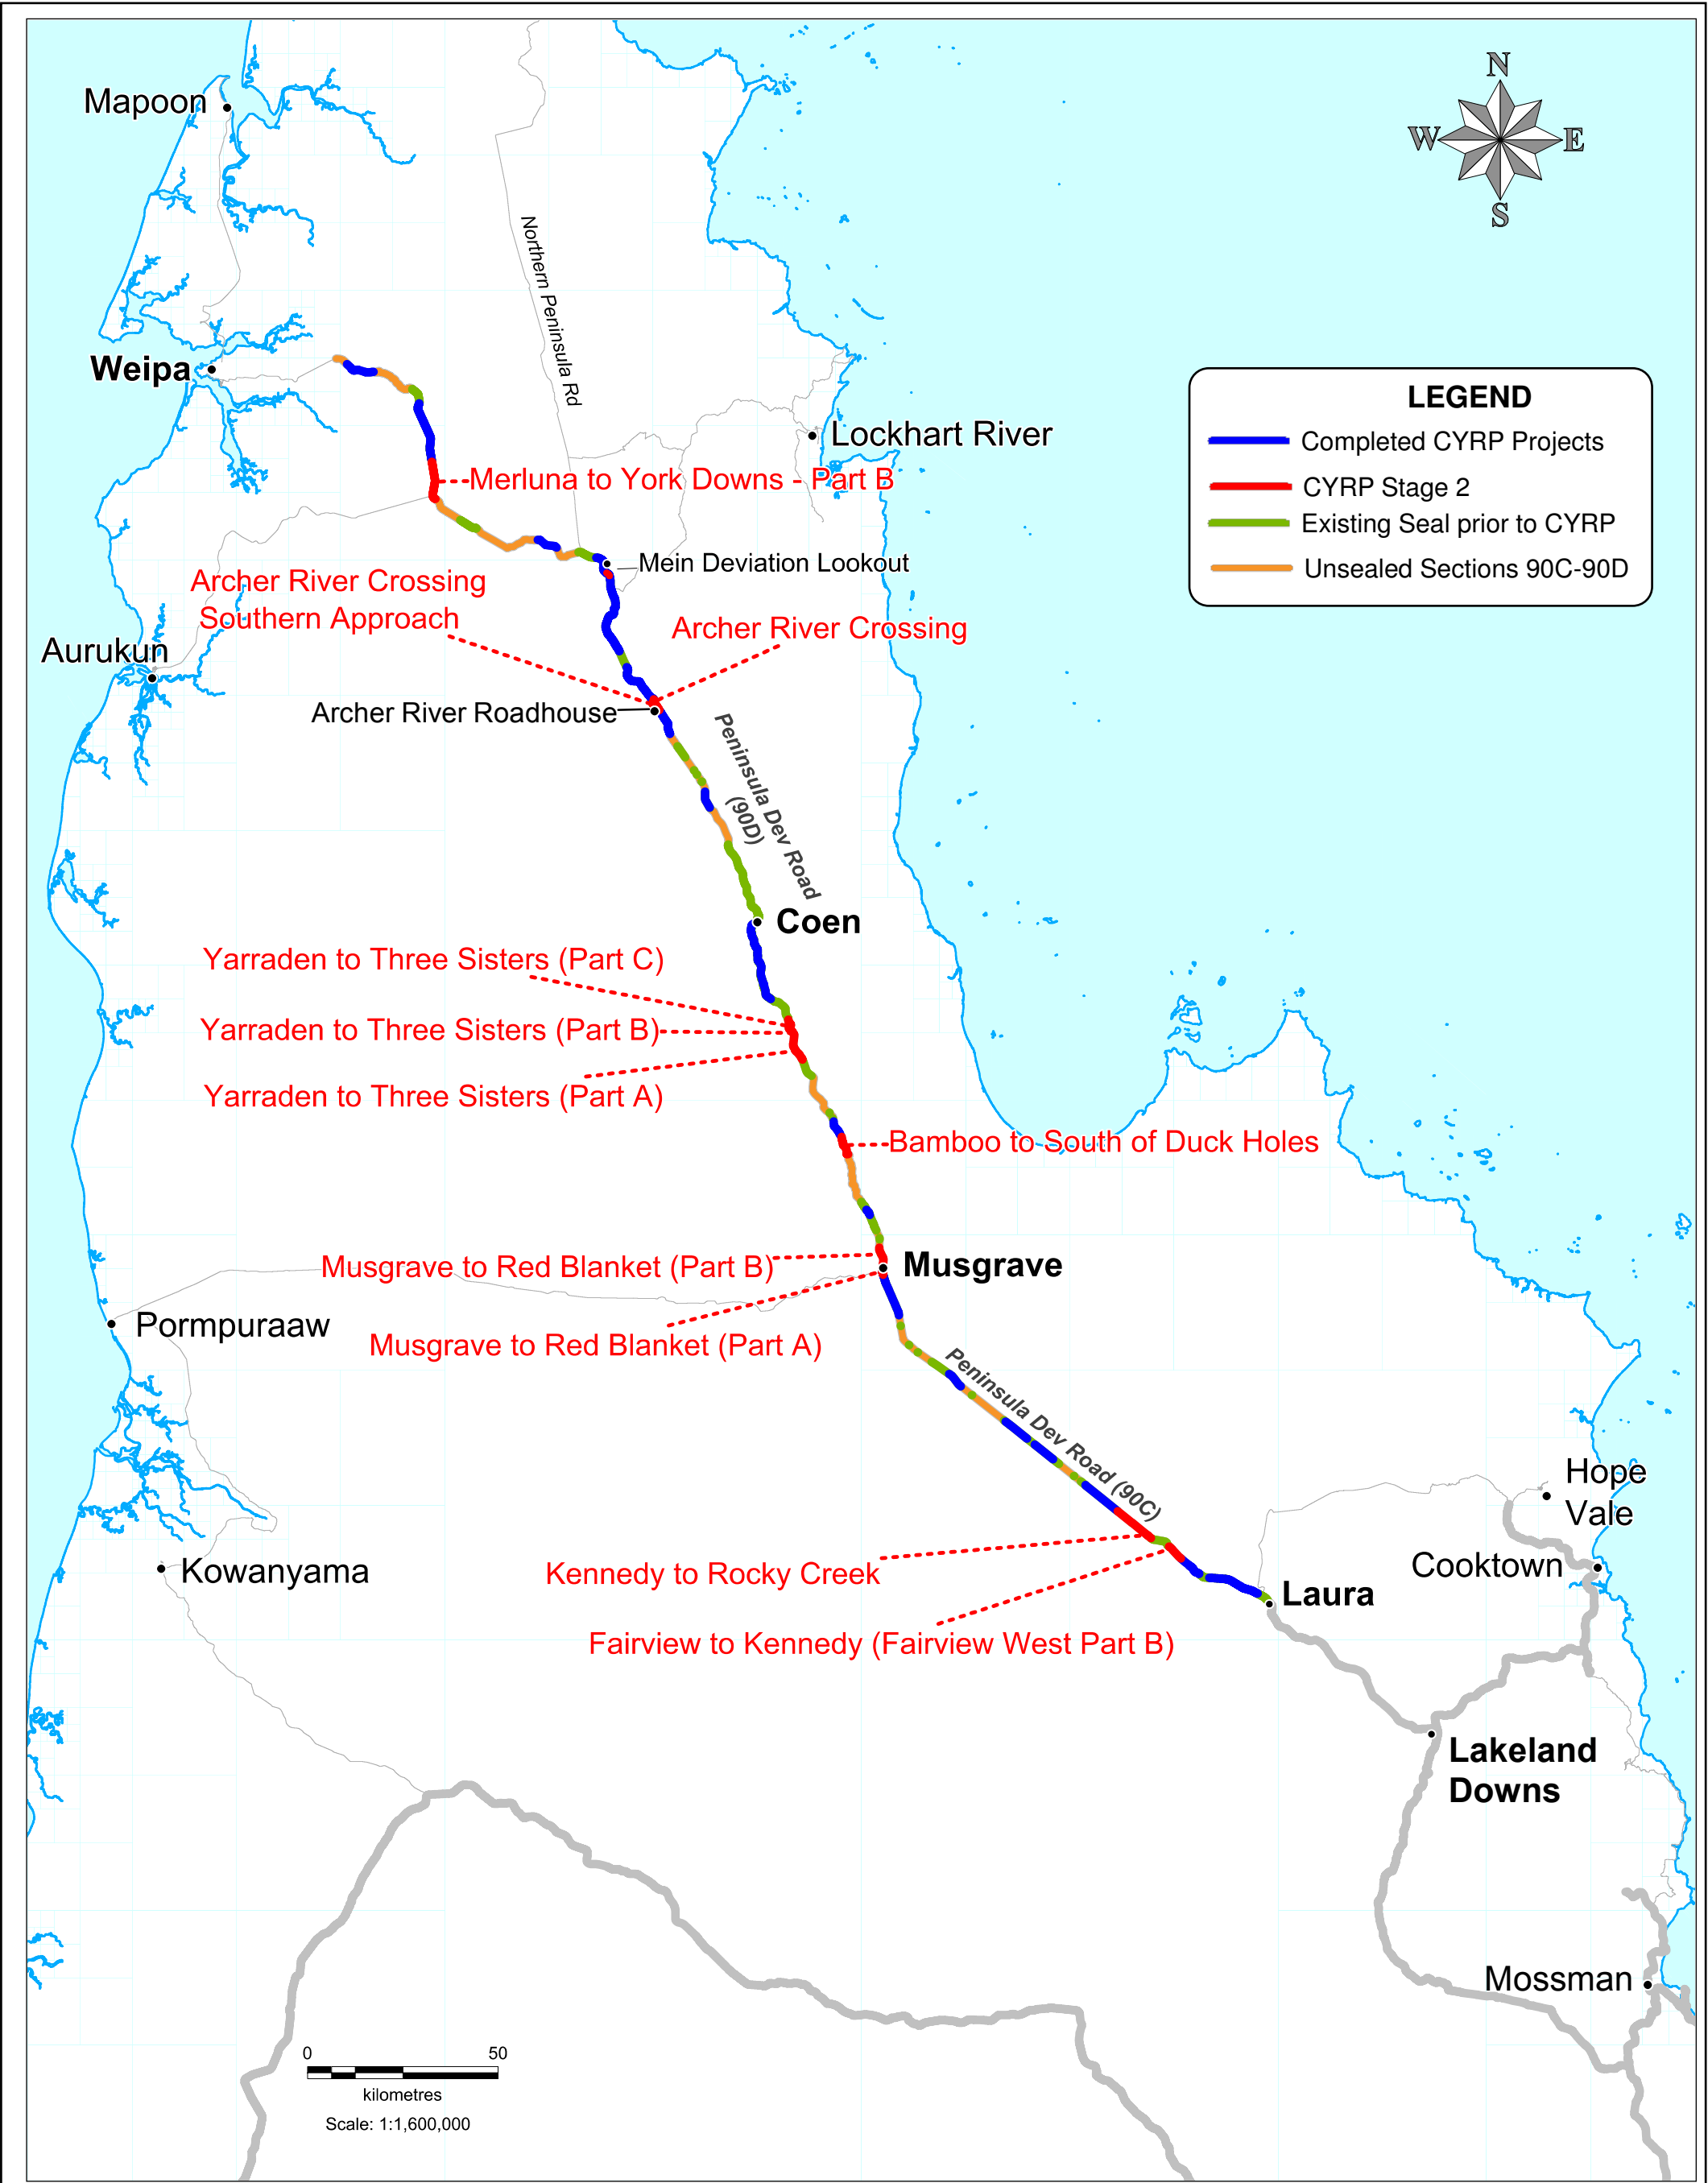 N
W
E
S
Mapoon
Northern Peninsula Rd
Weipa
LEGEND
Completed CYRP Projects
CYRP Stage 2
Existing Seal prior to CYRP
Unsealed Sections 90C-90D
Lockhart River
Merluna to York Downs - Part B
Mein Deviation Lookout
Archer River Crossing
Southern Approach
Archer River Crossing
Aurukun
Archer River Roadhouse
Peninsula Dev Road
(90D)
Coen
Yarraden to Three Sisters (Part C)
Yarraden to Three Sisters (Part B)
Yarraden to Three Sisters (Part A)
Bamboo to South of Duck Holes
Musgrave to Red Blanket (Part B)
Musgrave
Pormpuraaw
Musgrave to Red Blanket (Part A)
Peninsula Dev Road (90C)
Hope
Vale
Kowanyama
Kennedy to Rocky Creek
Cooktown
Laura
Fairview to Kennedy (Fairview West Part B)
Lakeland
Downs
Mossman
0 50
kilometres
Scale: 1:1,600,000